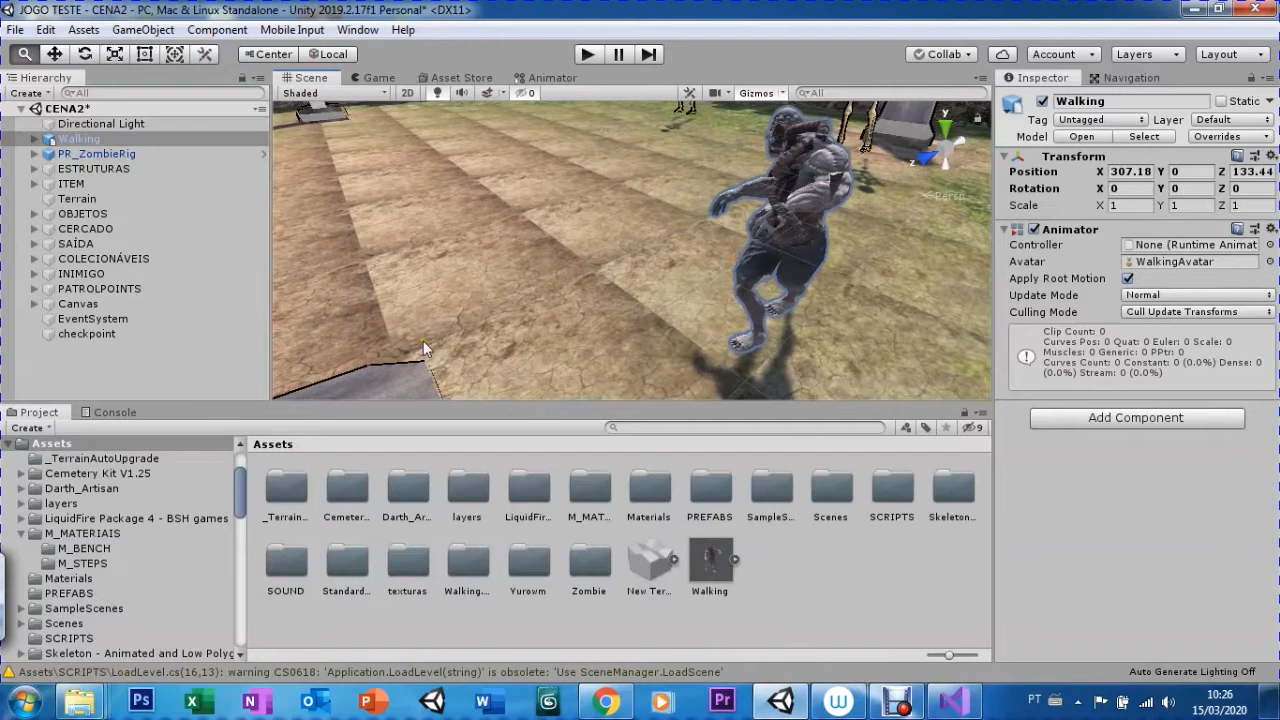 JOGO TESTE - CENA2 - PC, Mac & Linux Standalone - Unity 2019.2.17f1 Personal* <DX11>
File Edit Assets GameObject Component Mobile Input Window Help
Center Local Collab Account Layers Layout
Hierarchy Scene Game Asset Store Animator Inspector Navigation
Create All Shaded 2D 0 Gizmos All Walking Static
CENA2*
Directional Light
Walking
PR_ZombieRig
ESTRUTURAS
ITEM
Terrain
OBJETOS
CERCADO
SAÍDA
COLECIONÁVEIS
INIMIGO
PATROLPOINTS
Canvas
EventSystem
checkpoint
y
z
Persp
Tag Untagged Layer Default
Model Open Select Overrides
Transform
Position X 307.18 Y 0 Z 133.44
Rotation X 0 Y 0 Z 0
Scale X 1 Y 1 Z 1
Animator
Controller None (Runtime Animat
Avatar WalkingAvatar
Apply Root Motion
Update Mode Normal
Culling Mode Cull Update Transforms
Clip Count: 0
Curves Pos: 0 Quat: 0 Euler: 0 Scale: 0
Muscles: 0 Generic: 0 PPtr: 0
Curves Count: 0 Constant: 0 (0.0%) Dense: 0
(0.0%) Stream: 0 (0.0%)
Add Component
Project Console
Create 9
Assets
_TerrainAutoUpgrade
Cemetery Kit V1.25
Darth_Artisan
layers
LiquidFire Package 4 - BSH games
M_MATERIAIS
M_BENCH
M_STEPS
Materials
PREFABS
SampleScenes
Scenes
SCRIPTS
Skeleton - Animated and Low Polyg
Assets
_Terrain... Cemeter... Darth_Ar... layers LiquidFir... M_MAT... Materials PREFABS SampleS... Scenes SCRIPTS Skeleton...
SOUND Standard... texturas Walking... Yurowm Zombie New Ter... Walking
Assets\SCRIPTS\LoadLevel.cs(16,13): warning CS0618: 'Application.LoadLevel(string)' is obsolete: 'Use SceneManager.LoadScene'
Auto Generate Lighting Off
Ps X N O P W W Pr PT 10:26
15/03/2020